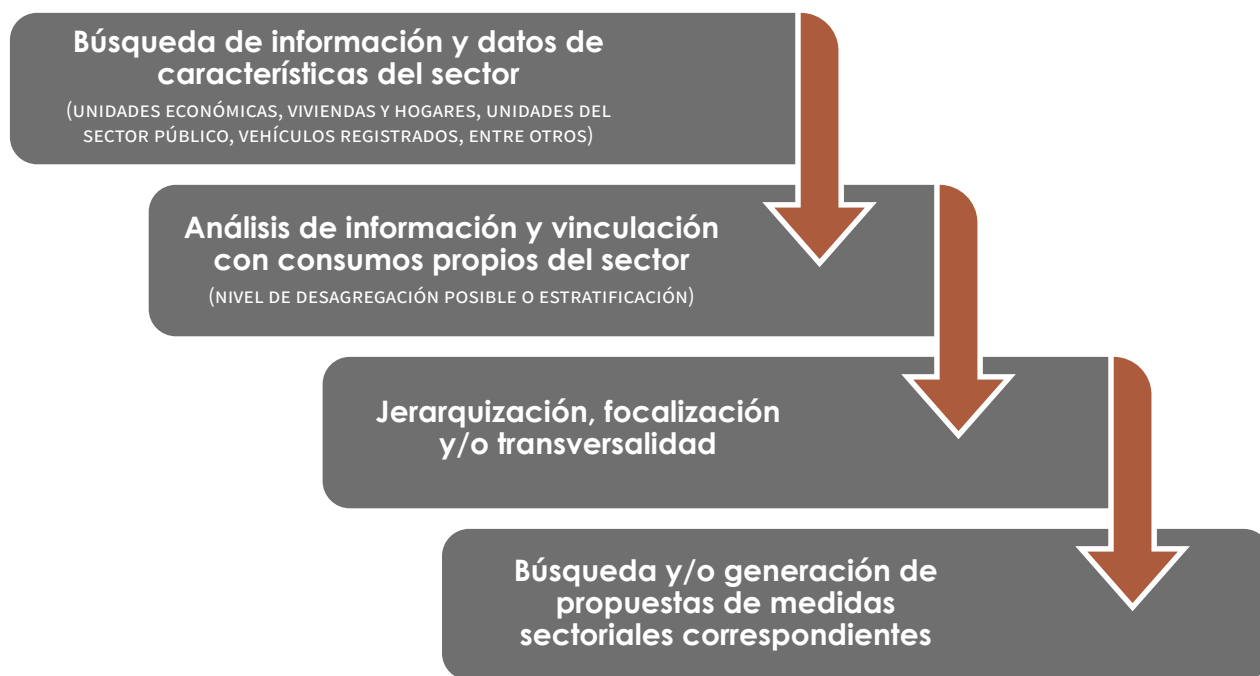 Búsqueda de información y datos de
características del sector
(UNIDADES ECONÓMICAS, VIVIENDAS Y HOGARES, UNIDADES DEL
SECTOR PÚBLICO, VEHÍCULOS REGISTRADOS, ENTRE OTROS)
Análisis de información y vinculación
con consumos propios del sector
(NIVEL DE DESAGREGACIÓN POSIBLE O ESTRATIFICACIÓN)
Jerarquización, focalización
y/o transversalidad
Búsqueda y/o generación de
propuestas de medidas
sectoriales correspondientes